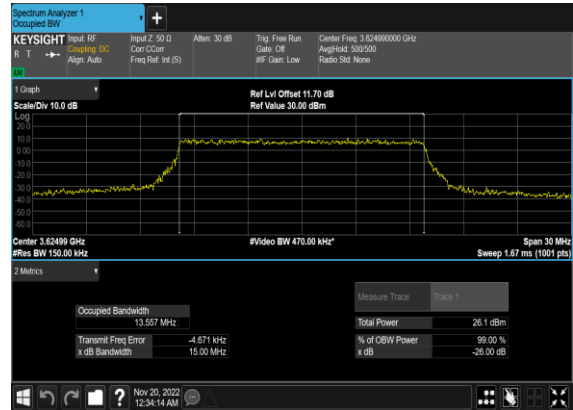 Spectrum Analyzer 1
Occupied BW
KEYSIGHT Input: RF Input Z: 50 Ω Atten: 30 dB Trig: Free Run Center Freq: 3.624990000 GHz
R T Coupling: DC Corr CCorr Gate: Off Avg|Hold: 500/500
Align: Auto Freq Ref: Int (S) #IF Gain: Low Radio Std: None
LW
1 Graph
Ref Lvl Offset 11.70 dB
Scale/Div 10.0 dB Ref Value 30.00 dBm
Log
20.0
10.0
0.00
-10.0
-20.0
-30.0
-40.0
-50.0
-60.0
Center 3.62499 GHz #Video BW 470.00 kHz* Span 30 MHz
#Res BW 150.00 kHz Sweep 1.67 ms (1001 pts)
2 Metrics
Measure Trace Trace 1
Occupied Bandwidth
13.557 MHz Total Power 26.1 dBm
Transmit Freq Error -4.671 kHz % of OBW Power 99.00 %
x dB Bandwidth 15.00 MHz x dB -26.00 dB
Nov 20, 2022
12:34:14 AM